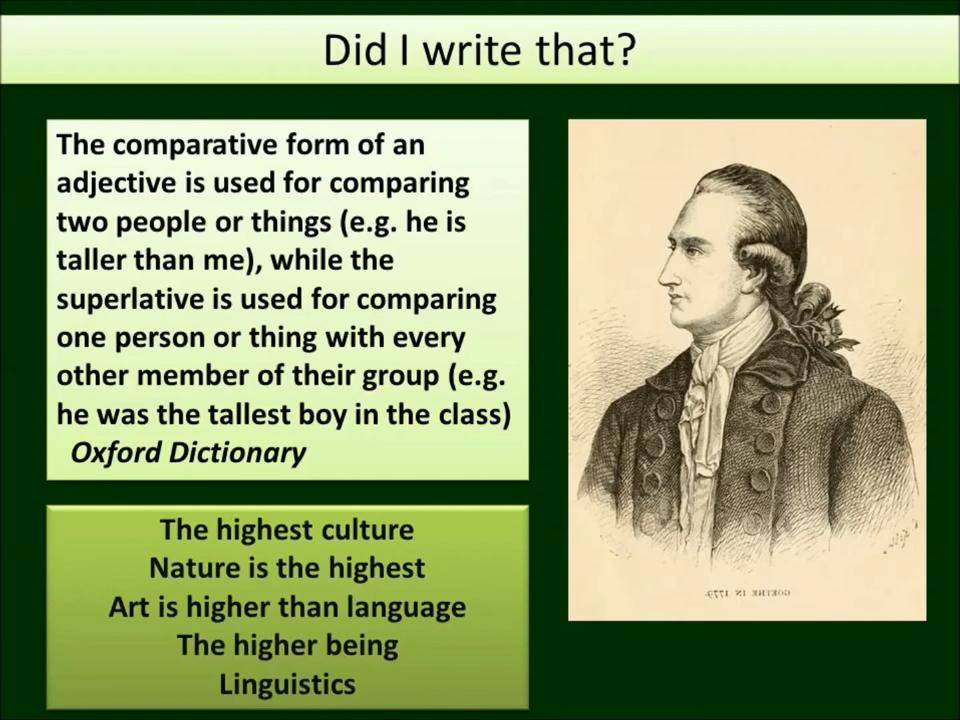 Did I write that?
The comparative form of an
adjective is used for comparing
two people or things (e.g. he is
taller than me), while the
superlative is used for comparing
one person or thing with every
other member of their group (e.g.
he was the tallest boy in the class)
Oxford Dictionary
The highest culture
Nature is the highest
Art is higher than language
The higher being
Linguistics
GOETHE IN 1779.